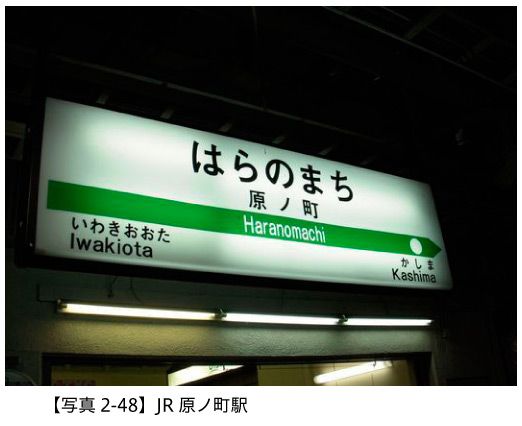 はらのまち
原ノ町
Haranomachi
いわきおおた
Iwakiota
かしま
Kashima
【写真 2-48】JR 原ノ町駅